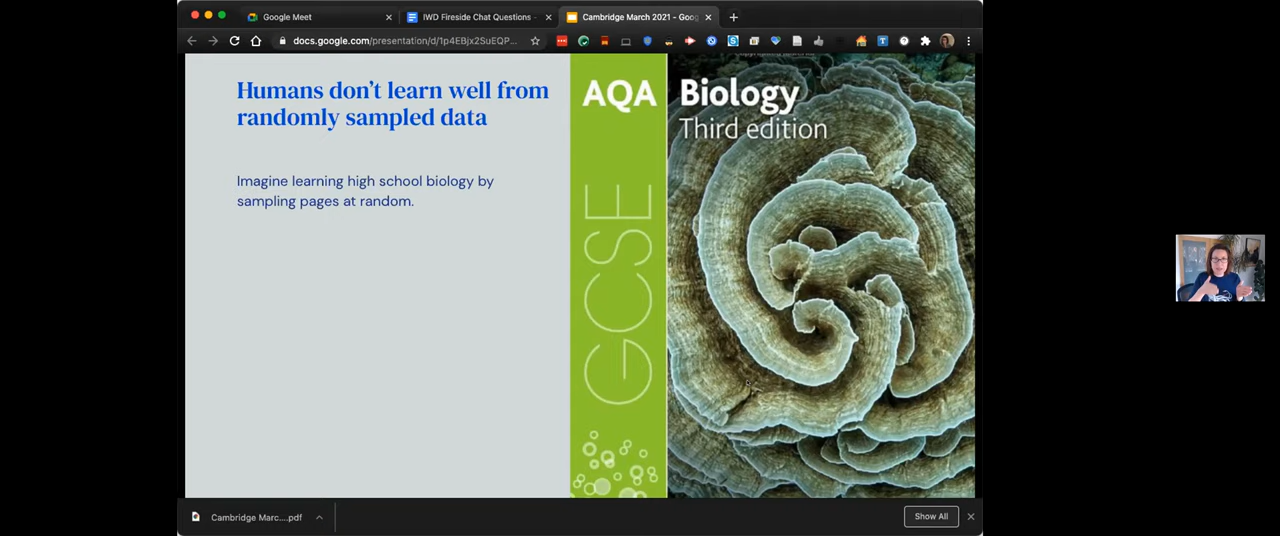 Google Meet
IWD Fireside Chat Questions -
Cambridge March 2021 - Goog
docs.google.com/presentation/d/1p4EBjx2SuEQP...
Humans don't learn well from
randomly sampled data
Imagine learning high school biology by
sampling pages at random.
AQA
GCSE
Biology
Third edition
Cambridge Marc....pdf
Show All